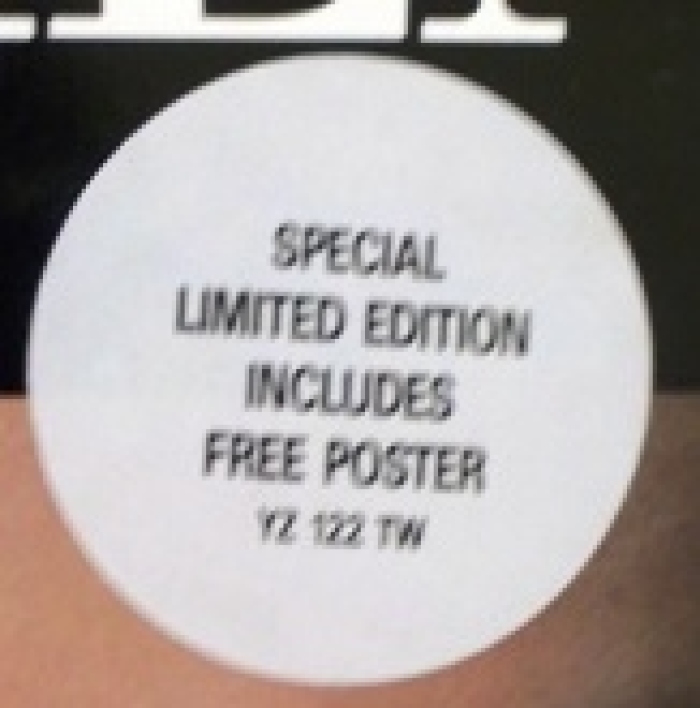 SPECIAL
LIMITED EDITION
INCLUDES
FREE POSTER
YZ 122 TW